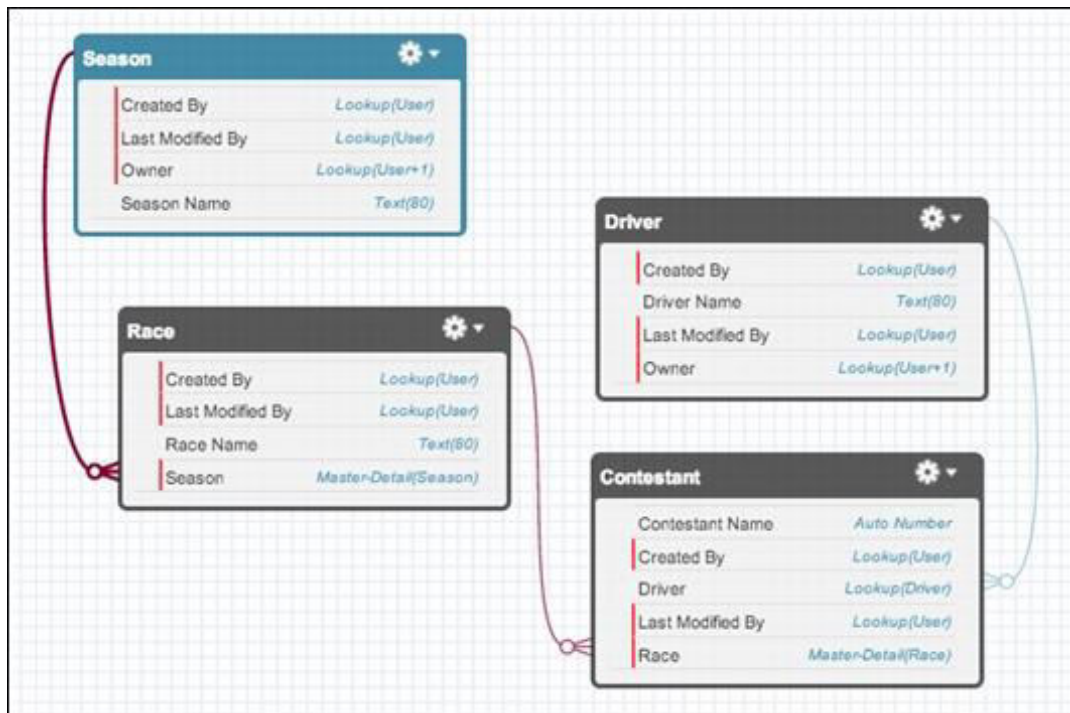 Season
Created By Lookup(User)
Last Modified By Lookup(User)
Owner Lookup(User+1)
Season Name Text(80)
Driver
Created By Lookup(User)
Driver Name Text(80)
Last Modified By Lookup(User)
Owner Lookup(User+1)
Race
Created By Lookup(User)
Last Modified By Lookup(User)
Race Name Text(80)
Season Master-Detail(Season)
Contestant
Contestant Name Auto Number
Created By Lookup(User)
Driver Lookup(Driver)
Last Modified By Lookup(User)
Race Master-Detail(Race)